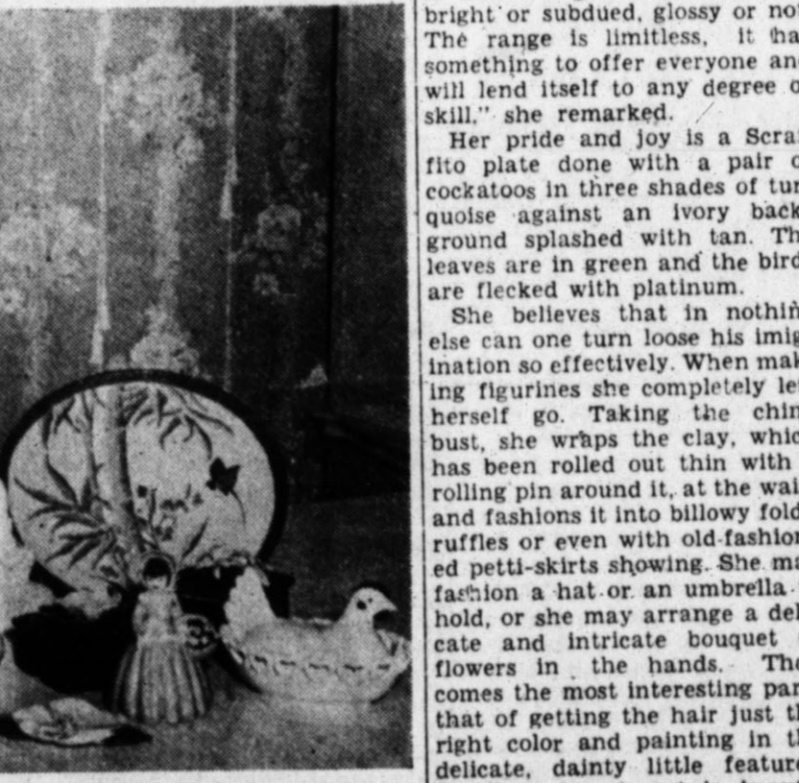 bright or subdued, glossy or not
The range is limitless, it ha
something to offer everyone an
will lend itself to any degree o
skill." she remarked.
Her pride and joy is a Scra
fito plate done with a pair o
cockatoos in three shades of tur
quoise against an ivory back
ground splashed with tan. Th
leaves are in green and the bird
are flecked with platinum.
She believes that in nothin
else can one turn loose his imig
ination so effectively. When mak
ing figurines she completely le
herself go. Taking the chin
bust, she wraps the clay, whic
has been rolled out thin with
rolling pin around it, at the wai
and fashions it into billowy fold
ruffles or even with old-fashion
ed petti-skirts showing. She ma
fashion a hat or an umbrella
hold, or she may arrange a del
cate and intricate bouquet
flowers in the hands. The
comes the most interesting par
that of getting the hair just th
right color and painting in th
delicate, dainty little feature